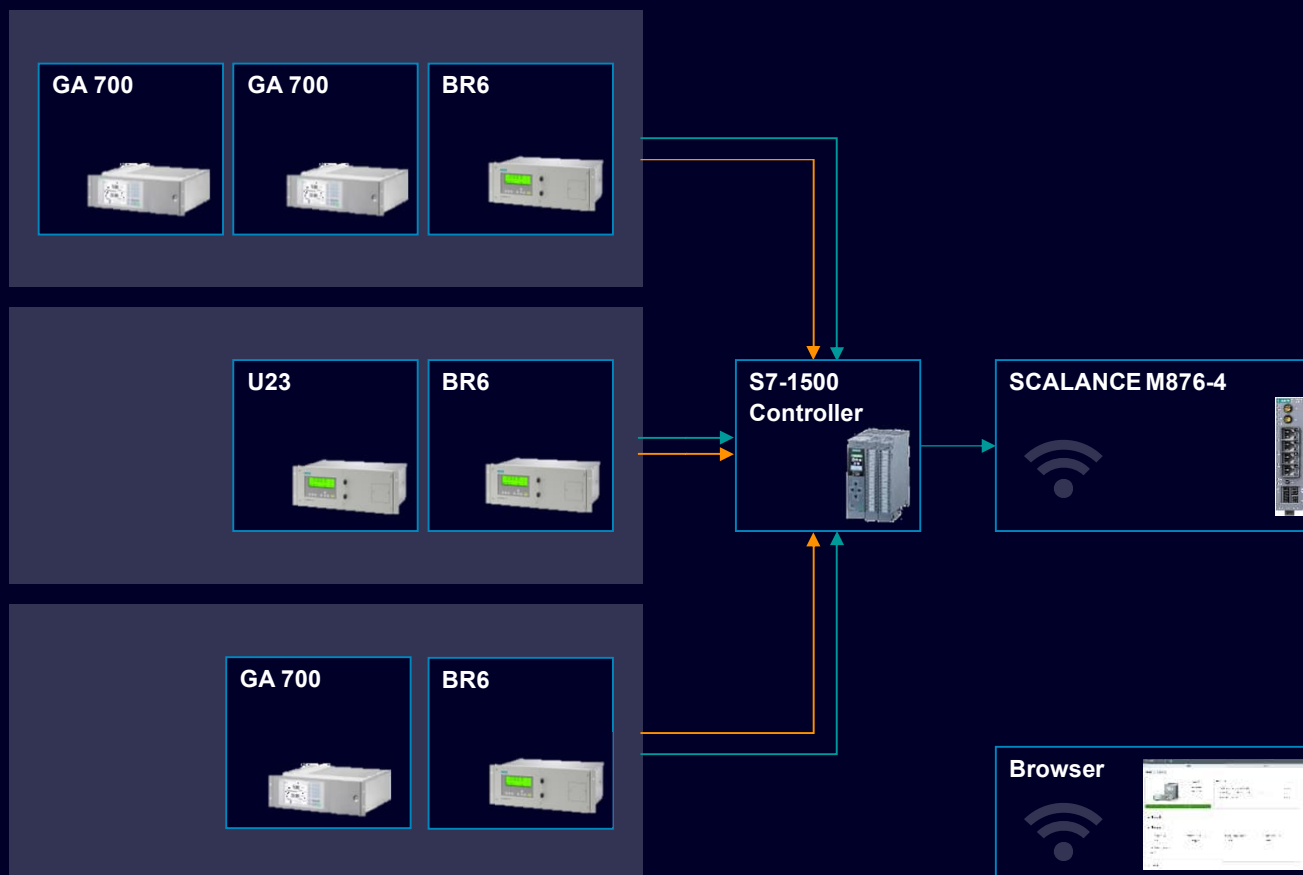 GA 700
GA 700
BR6
U23
BR6
S7-1500
Controller
SCALANCE M876-4
GA 700
BR6
Browser